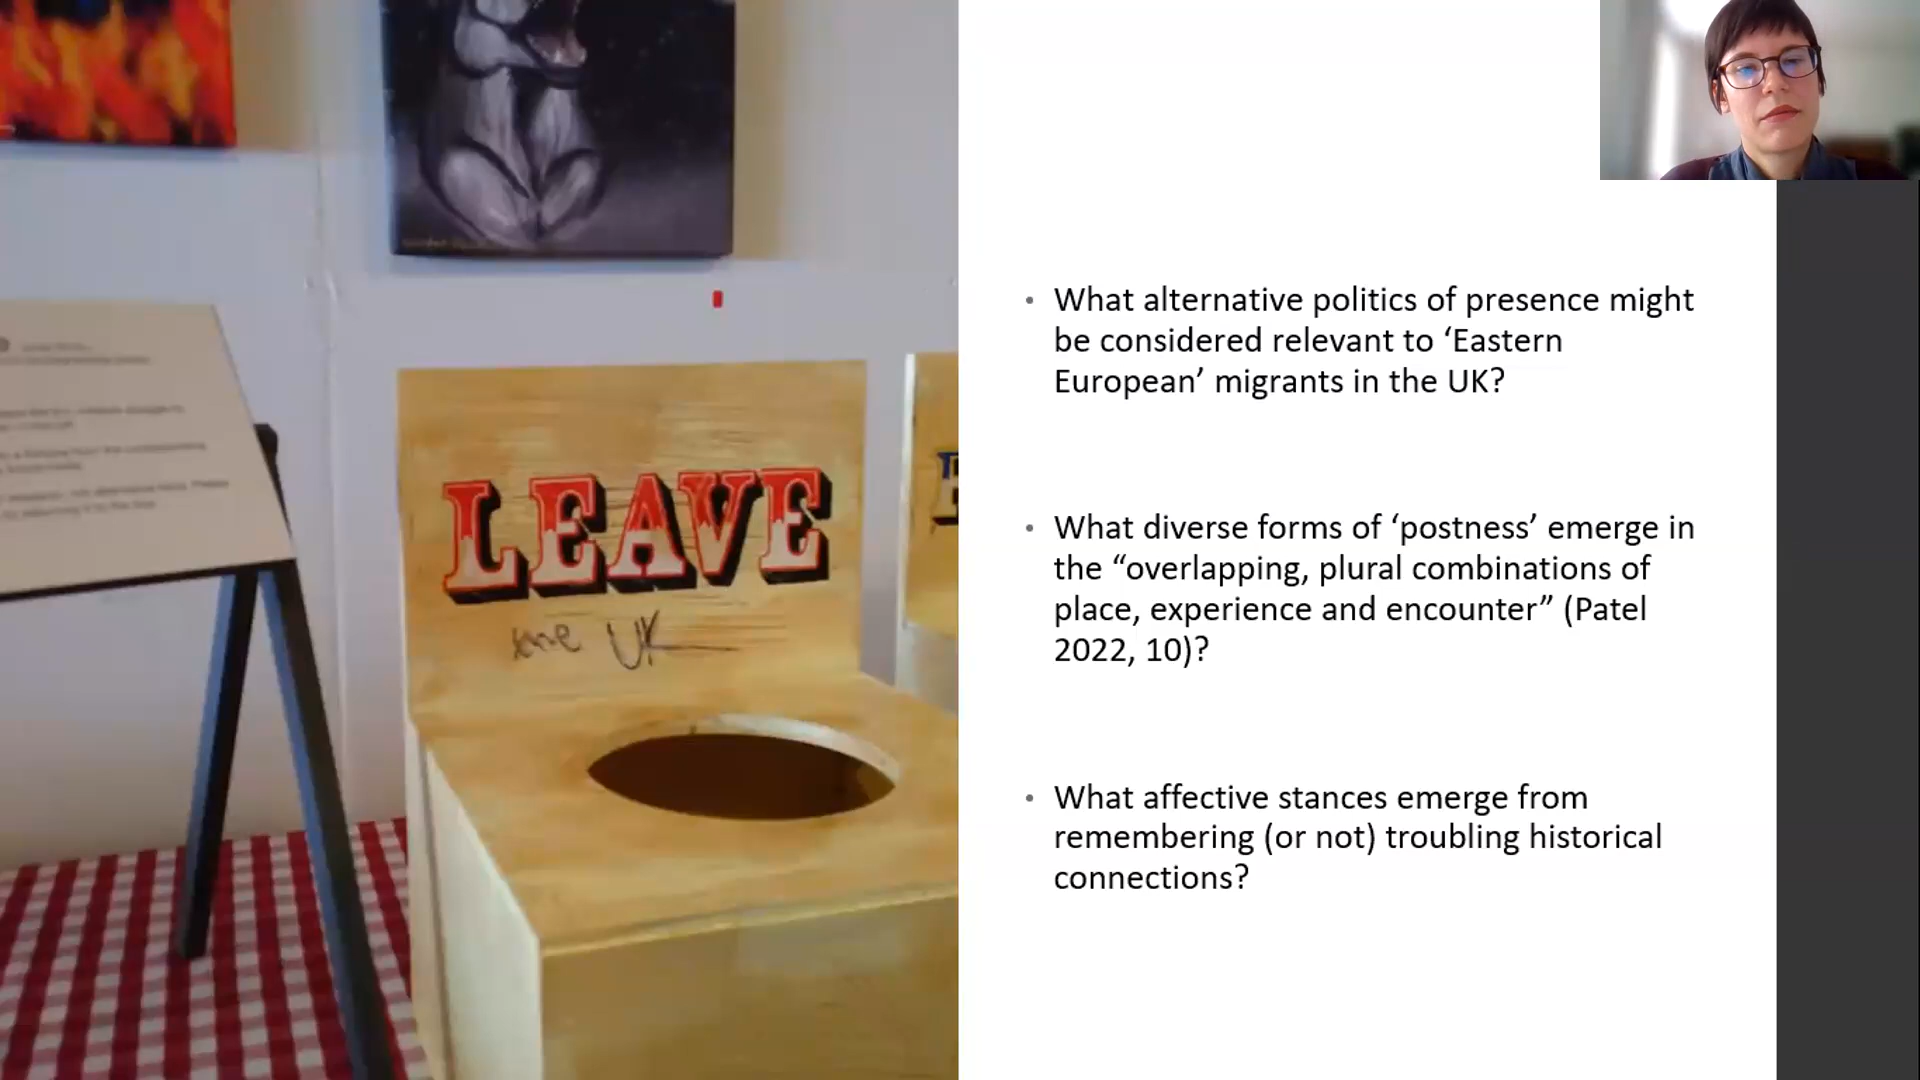 LEAVE
me UK
• What alternative politics of presence might
be considered relevant to ‘Eastern
European’ migrants in the UK?
• What diverse forms of ‘postness’ emerge in
the “overlapping, plural combinations of
place, experience and encounter” (Patel
2022, 10)?
• What affective stances emerge from
remembering (or not) troubling historical
connections?